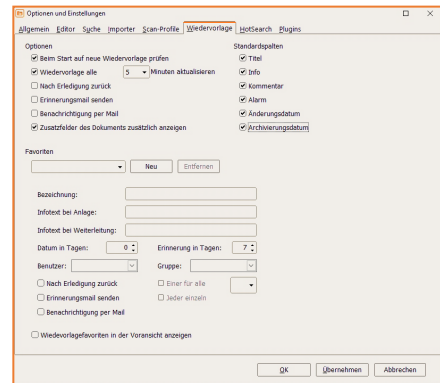 Optionen und Einstellungen
Allgemein Editor Suche Importer Scan-Profile Wiedervorlage HotSearch Plugins
Optionen
Beim Start auf neue Wiedervorlage prüfen
Wiedervorlage alle 5 Minuten aktualisieren
Nach Erledigung zurück
Erinnerungsmail senden
Benachrichtigung per Mail
Zusatzfelder des Dokuments zusätzlich anzeigen
Standardspalten
Titel
Info
Kommentar
Alarm
Änderungsdatum
Archivierungsdatum
Favoriten
Neu Entfernen
Bezeichnung:
Infotext bei Anlage:
Infotext bei Weiterleitung:
Datum in Tagen: 0 Erinnerung in Tagen: 7
Benutzer: Gruppe:
Nach Erledigung zurück Einer für alle
Erinnerungsmail senden Jeder einzeln
Benachrichtigung per Mail
Wiedevorlagefavoriten in der Voransicht anzeigen
OK Übernehmen Abbrechen